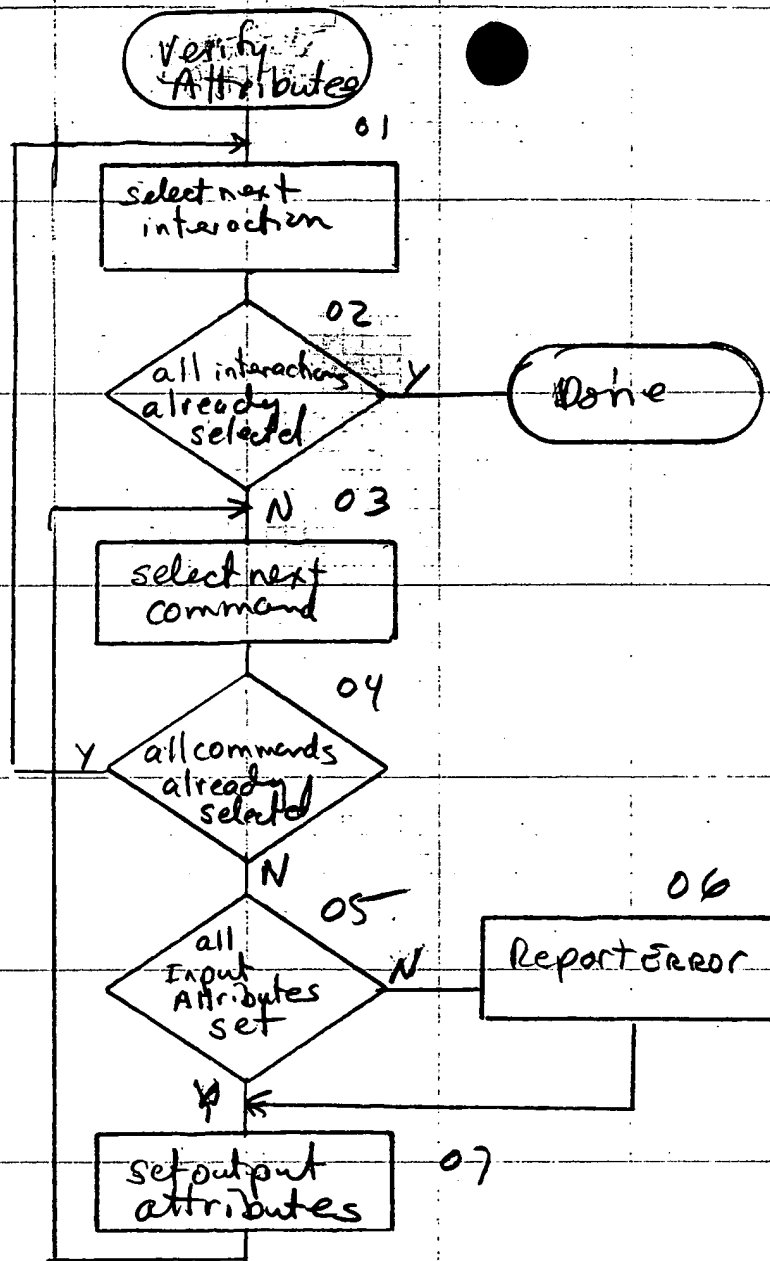 Verify
Attributes
01
select next
interaction
02
all interactions
already
selected
Y
Done
N
03
select next
command
04
all commands
already
selected
Y
N
05
all
Input
Attributes
set
N
06
Report ERROR
Y
set output
attributes
07